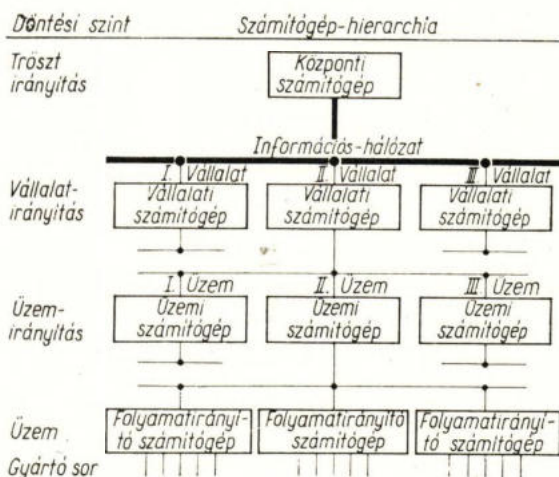 Döntési szint Számítógép-hierarchia
Tröszt
irányítás
Központi
számítógép
Információs-hálózat
I. Vállalat II. Vállalat III. Vállalat
Vállalat-
irányítás
Vállalati
számítógép
Vállalati
számítógép
Vállalati
számítógép
I. Üzem II. Üzem III. Üzem
Üzem-
irányítás
Üzemi
számítógép
Üzemi
számítógép
Üzemi
számítógép
Üzem
Folyamatirányí-
tó számítógép
Folyamatirányító
számítógép
Folyamatirányí-
tó számítógép
Gyártó sor